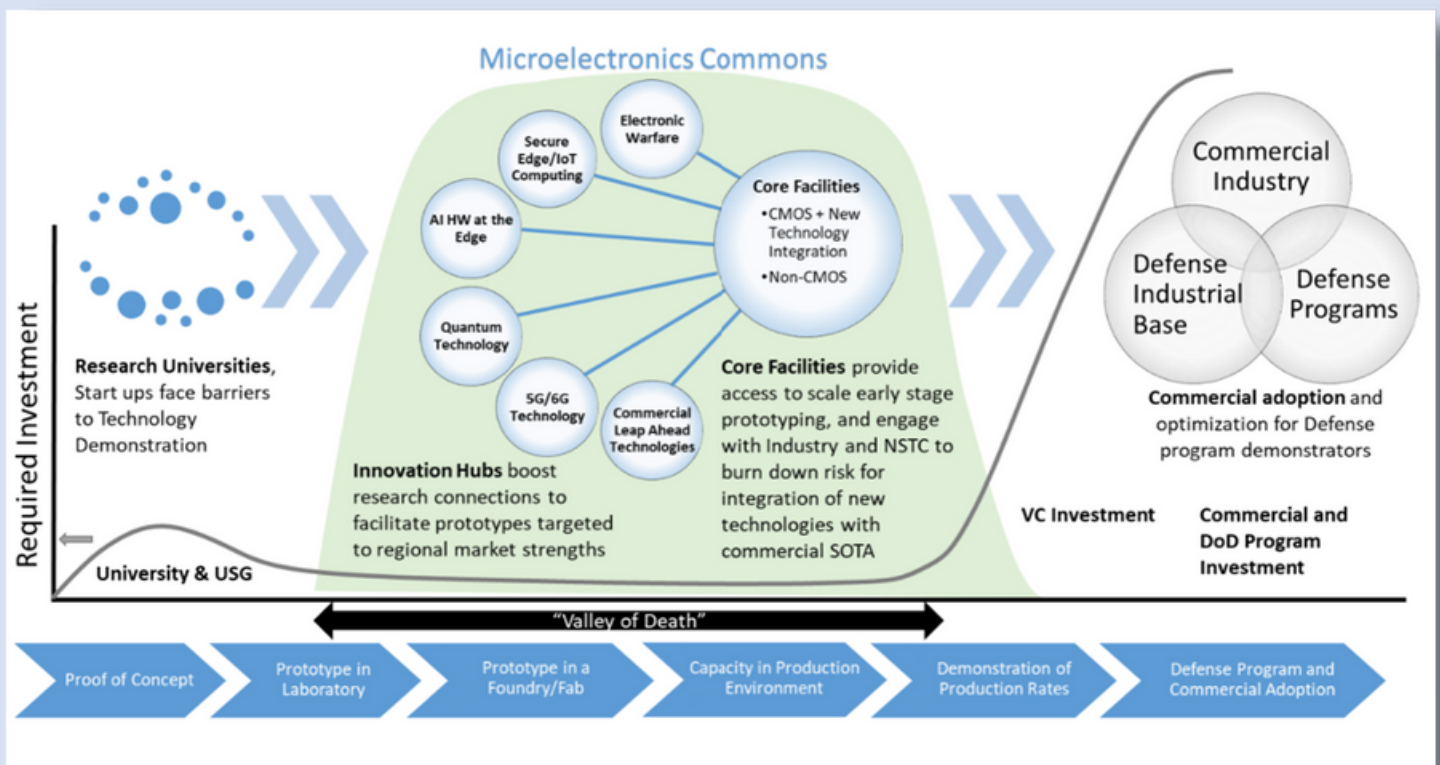 Microelectronics Commons
Required Investment
Research Universities,
Start ups face barriers
to Technology
Demonstration
University & USG
Electronic
Warfare
Secure
Edge/IoT
Computing
AI HW at the
Edge
Quantum
Technology
5G/6G
Technology
Commercial
Leap Ahead
Technologies
Core Facilities
•CMOS + New
Technology
Integration
•Non-CMOS
Innovation Hubs boost
research connections to
facilitate prototypes targeted
to regional market strengths
Core Facilities provide
access to scale early stage
prototyping, and engage
with Industry and NSTC to
burn down risk for
integration of new
technologies with
commercial SOTA
Commercial
Industry
Defense
Industrial
Base
Defense
Programs
Commercial adoption and
optimization for Defense
program demonstrators
VC Investment
Commercial and
DoD Program
Investment
“Valley of Death”
Proof of Concept
Prototype in
Laboratory
Prototype in a
Foundry/Fab
Capacity in Production
Environment
Demonstration of
Production Rates
Defense Program and
Commercial Adoption